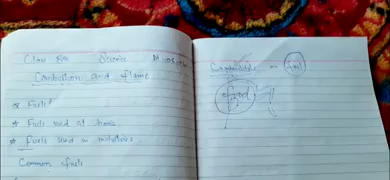 Class 8th Science
Combustion and flame
* Fuels
* Fuels used at home
* Fuels used in industries
Common fuels
Combustible - fuel
food